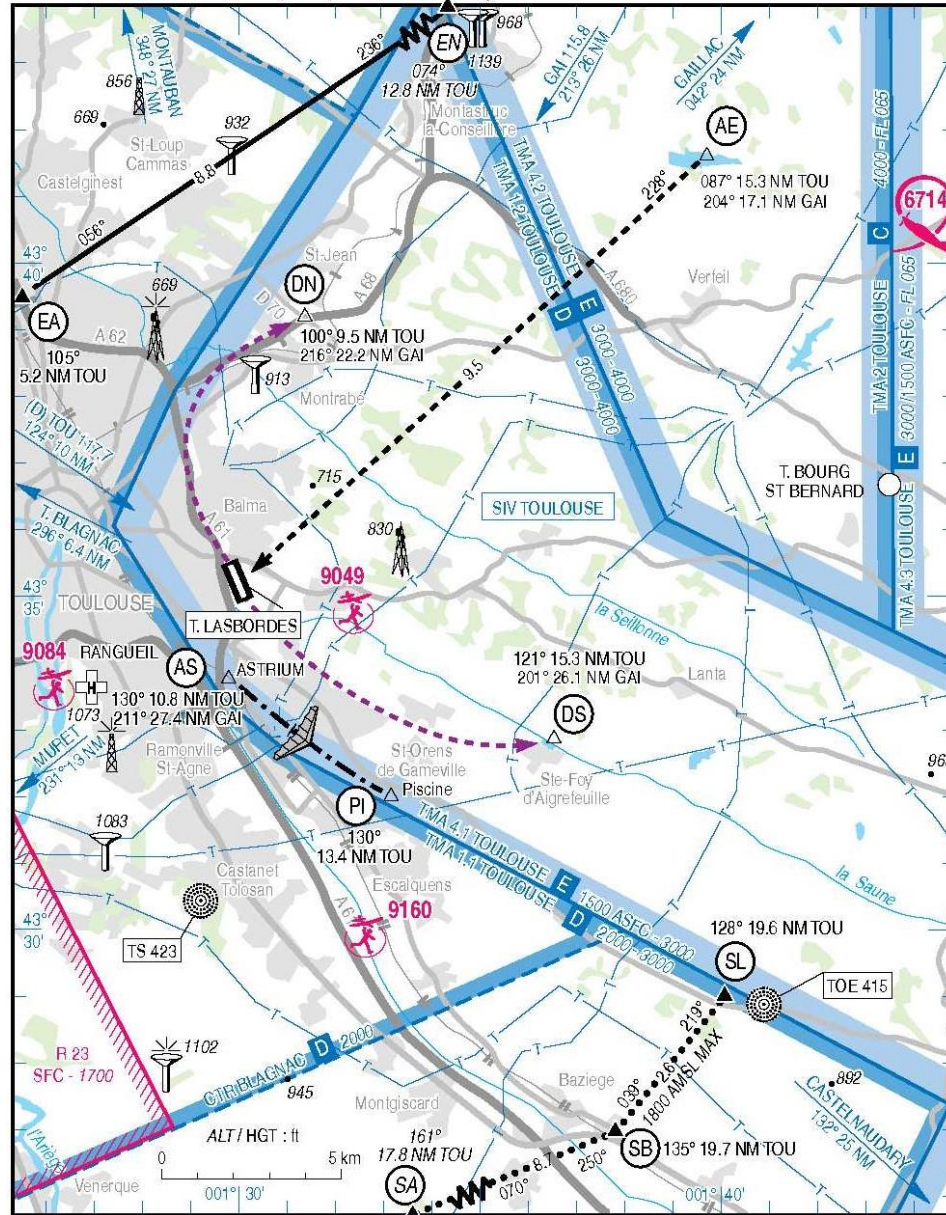 MONTAUBAN
348° 27 NM
856
669
St-Loup
Cammas
932
Castelginest
236°
EN
968
1139
074°
12.8 NM TOU
Montastruc
la-Conseillère
GAI 115.8
213° 26 NM
GAILLAC
042° 24 NM
AE
087° 15.3 NM TOU
204° 17.1 NM GAI
228°
4000 - FL 065
6714
C
8.8
056°
43°
40'
EA
105°
5.2 NM TOU
A 62
669
St-Jean
DN
D 70
A 68
100° 9.5 NM TOU
216° 22.2 NM GAI
913
Montrabé
TMA 4.2 TOULOUSE
TMA 1.2 TOULOUSE
E
D
3000 - 4000
3000 - 4000
A 680
Verfeil
TMA 2 TOULOUSE
E
3000/1500 ASFC - FL 065
TMA 4.3 TOULOUSE
9.5
(D) TOU 117.7
124° 10 NM
T. BLAGNAC
296° 6.4 NM
715
Balma
A 61
830
SIV TOULOUSE
T. BOURG
ST BERNARD
43°
35'
TOULOUSE
T. LASBORDES
9049
la Seillonne
9084
RANGUEIL
H
1073
AS
ASTRIUM
130° 10.8 NM TOU
211° 27.4 NM GAI
121° 15.3 NM TOU
201° 26.1 NM GAI
DS
Lanta
MURET
231° 13 NM
Ramonville
St-Agne
St-Orens
de Gameville
Piscine
Ste-Foy
d'Aigrefeuille
PI
130°
13.4 NM TOU
1083
TMA 4.1 TOULOUSE
TMA 1.1 TOULOUSE
E
D
1500 ASFC - 3000
2000 - 3000
la Saune
Castanet
Tolosan
Escalquens
43°
30'
TS 423
9160
128° 19.6 NM TOU
SL
TOE 415
R 23
SFC - 1700
1102
CTR BLAGNAC
D
2000
945
219°
2.6
039°
1800 AMSL MAX
Baziege
892
CASTELNAUDARY
132° 25 NM
Montgiscard
ALT / HGT : ft
0
5 km
l'Ariège
Venerque
001° 30'
161°
17.8 NM TOU
SA
070°
8.7
250°
SB
135° 19.7 NM TOU
001° 40'